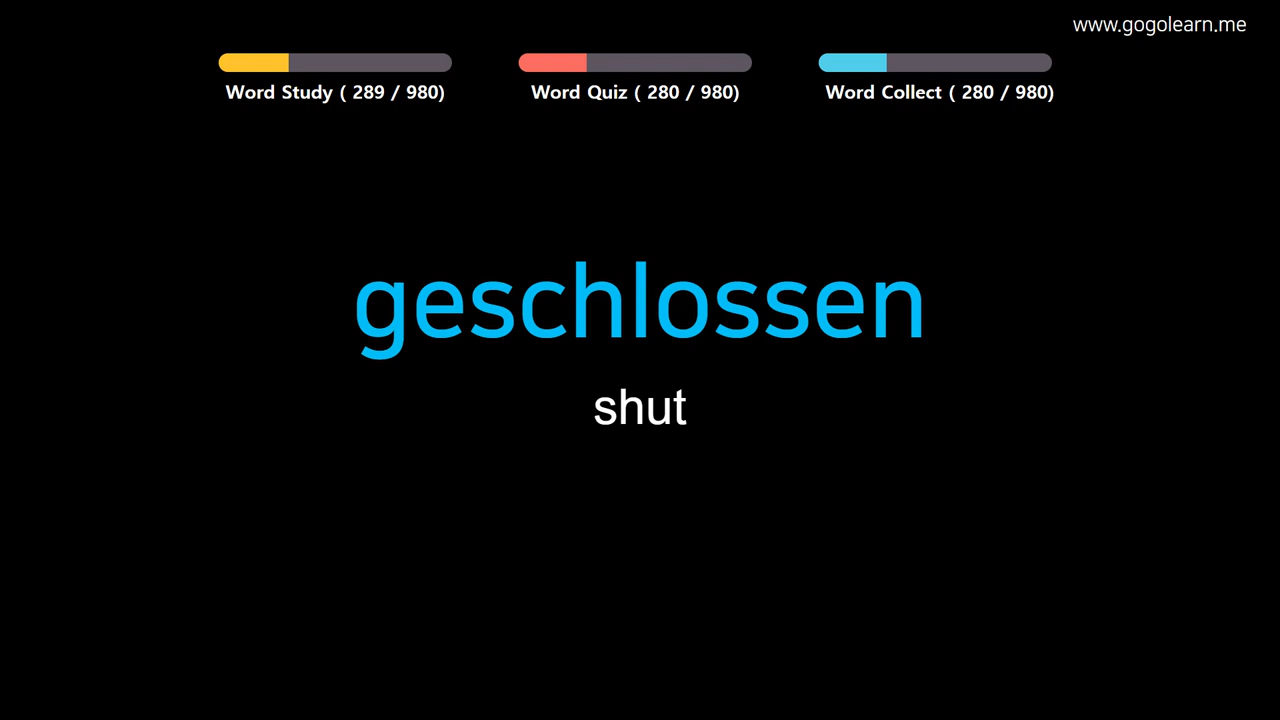 www.gogolearn.me
Word Study ( 289 / 980)
Word Quiz ( 280 / 980)
Word Collect ( 280 / 980)
geschlossen
shut